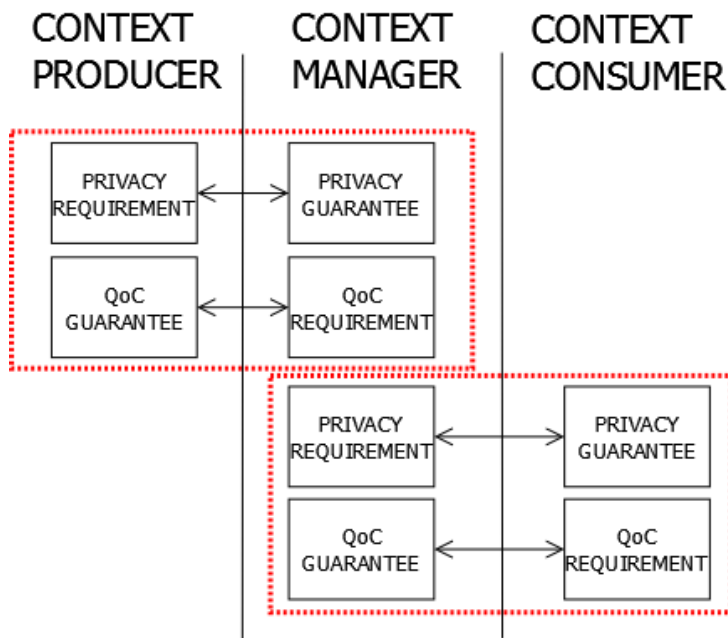 CONTEXT
PRODUCER
CONTEXT
MANAGER
CONTEXT
CONSUMER
PRIVACY
REQUIREMENT
PRIVACY
GUARANTEE
QoC
GUARANTEE
QoC
REQUIREMENT
PRIVACY
REQUIREMENT
PRIVACY
GUARANTEE
QoC
GUARANTEE
QoC
REQUIREMENT